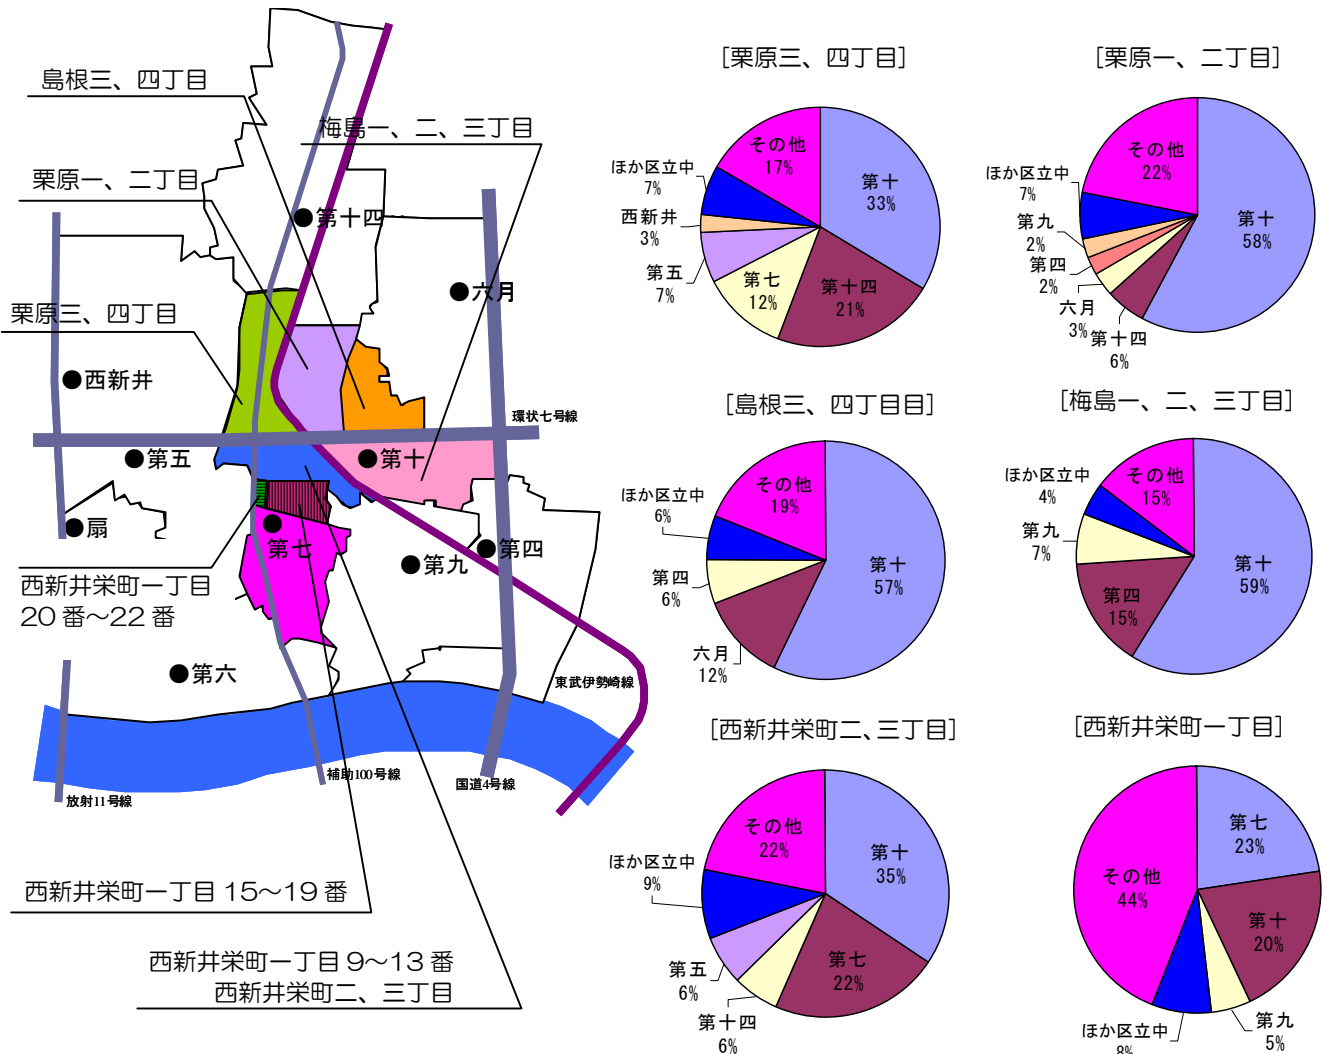 島根三、四丁目
梅島一、二、三丁目
栗原一、二丁目
●第十四
●六月
栗原三、四丁目
●西新井
環状七号線
●第五
●第十
●扇
第七
●第九
第四
西新井栄町一丁目
20番～22番
●第六
東武伊勢崎線
補助100号線
国道4号線
放射11号線
西新井栄町一丁目15～19番
西新井栄町一丁目9～13番
西新井栄町二、三丁目
[栗原三、四丁目]
その他
17%
ほか区立中
7%
西新井
3%
第五
7%
第七
12%
第十四
21%
第十
33%
[栗原一、二丁目]
その他
22%
ほか区立中
7%
第九
2%
第四
2%
六月
3%
第十四
6%
第十
58%
[島根三、四丁目目]
その他
19%
ほか区立中
6%
第四
6%
六月
12%
第十
57%
[梅島一、二、三丁目]
その他
15%
ほか区立中
4%
第九
7%
第四
15%
第十
59%
[西新井栄町二、三丁目]
その他
22%
ほか区立中
9%
第五
6%
第十四
6%
第七
22%
第十
35%
[西新井栄町一丁目]
その他
44%
第七
23%
第十
20%
第九
5%
ほか区立中
8%